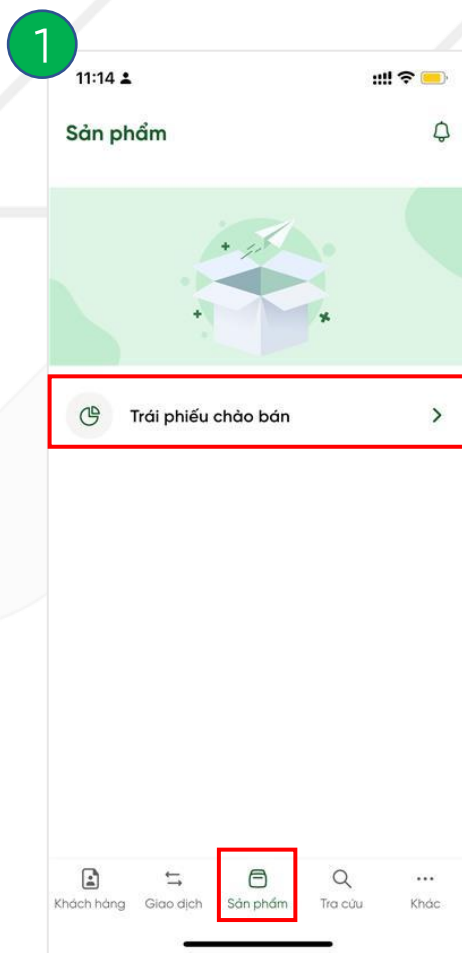 1
11:14
Sản phẩm
Trái phiếu chào bán
Khách hàng Giao dịch Sản phẩm Tra cứu Khác